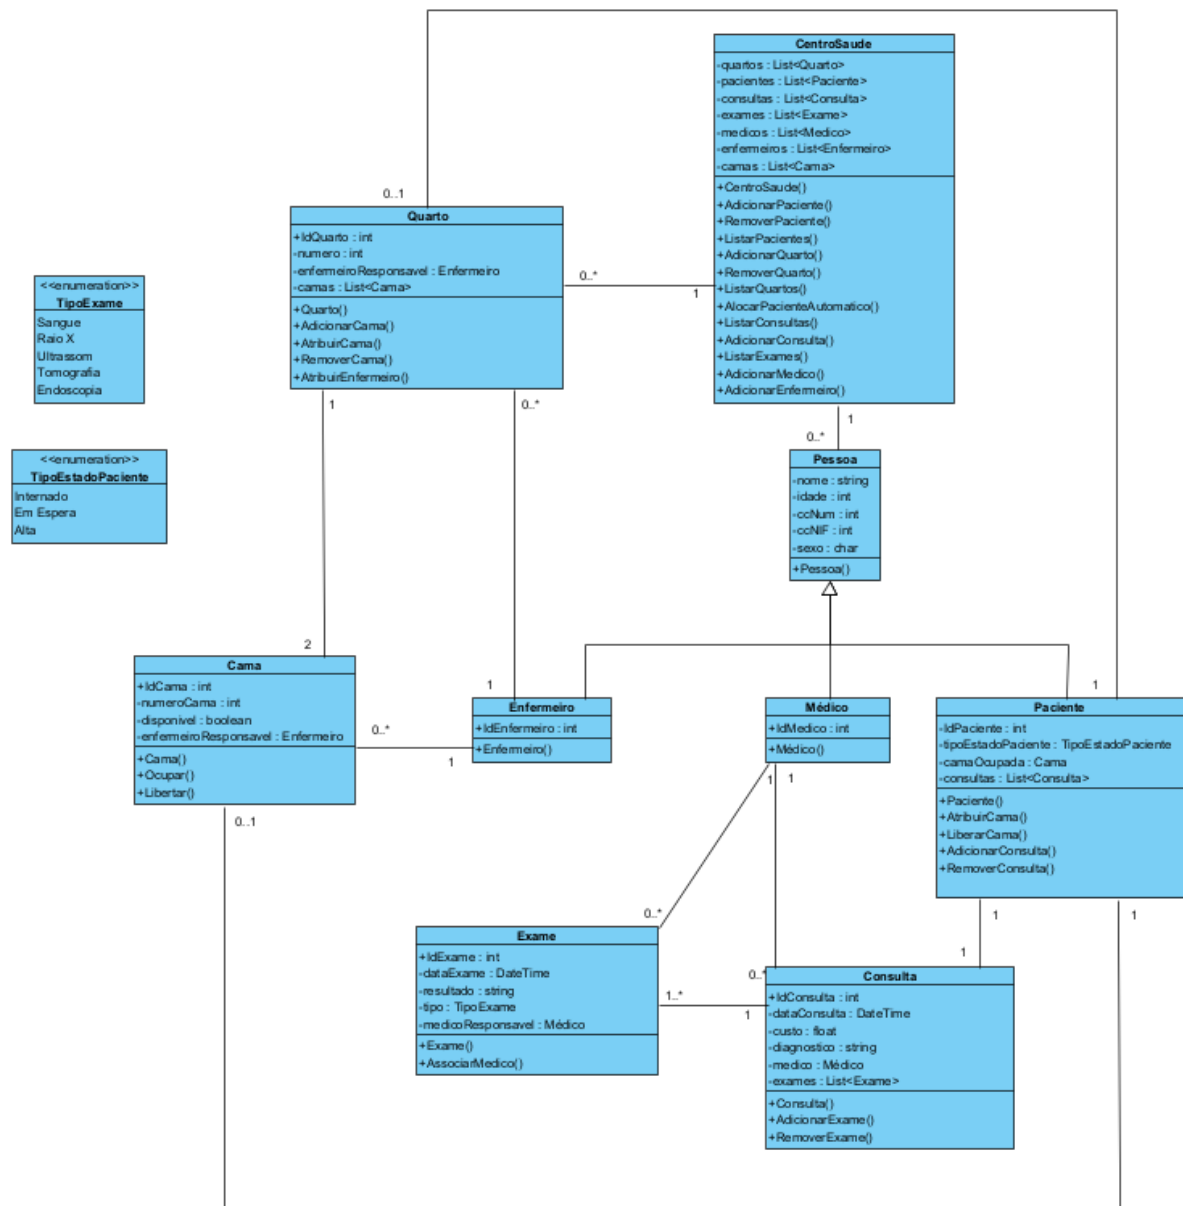 CentroSaude
-quartos : List<Quarto>
-pacientes : List<Paciente>
-consultas : List<Consulta>
-exames : List<Exame>
-medicos : List<Medico>
-enfermeiros : List<Enfermeiro>
-camas : List<Cama>
+CentroSaude()
+AdicionarPaciente()
+RemoverPaciente()
+ListarPacientes()
+AdicionarQuarto()
+RemoverQuarto()
+ListarQuartos()
+AlocarPacienteAutomatico()
+ListarConsultas()
+AdicionarConsulta()
+ListarExames()
+AdicionarMedico()
+AdicionarEnfermeiro()
0..1
Quarto
+IdQuarto : int
-numero : int
-enfermeiroResponsavel : Enfermeiro
-camas : List<Cama>
+Quarto()
+AdicionarCama()
+AtribuirCama()
+RemoverCama()
+AtribuirEnfermeiro()
0..*
1
<<enumeration>>
TipoExame
Sangue
Raio X
Ultrassom
Tomografia
Endoscopia
1
0..*
1
0..*
<<enumeration>>
TipoEstadoPaciente
Internado
Em Espera
Alta
Pessoa
-nome : string
-idade : int
-ccNum : int
-ccNIF : int
-sexo : char
+Pessoa()
2
Cama
+IdCama : int
-numeroCama : int
-disponivel : boolean
-enfermeiroResponsavel : Enfermeiro
+Cama()
+Ocupar()
+Libertar()
0..*
1
1
Enfermeiro
+IdEnfermeiro : int
+Enfermeiro()
Médico
+IdMedico : int
+Médico()
1
1
1
Paciente
-IdPaciente : int
-tipoEstadoPaciente : TipoEstadoPaciente
-camaOcupada : Cama
-consultas : List<Consulta>
+Paciente()
+AtribuirCama()
+LiberarCama()
+AdicionarConsulta()
+RemoverConsulta()
0..1
0..*
1
1
Exame
+IdExame : int
-dataExame : DateTime
-resultado : string
-tipo : TipoExame
-medicoResponsavel : Médico
+Exame()
+AssociarMedico()
1..*
1
0..*
1
Consulta
+IdConsulta : int
-dataConsulta : DateTime
-custo : float
-diagnostico : string
-medico : Médico
-exames : List<Exame>
+Consulta()
+AdicionarExame()
+RemoverExame()